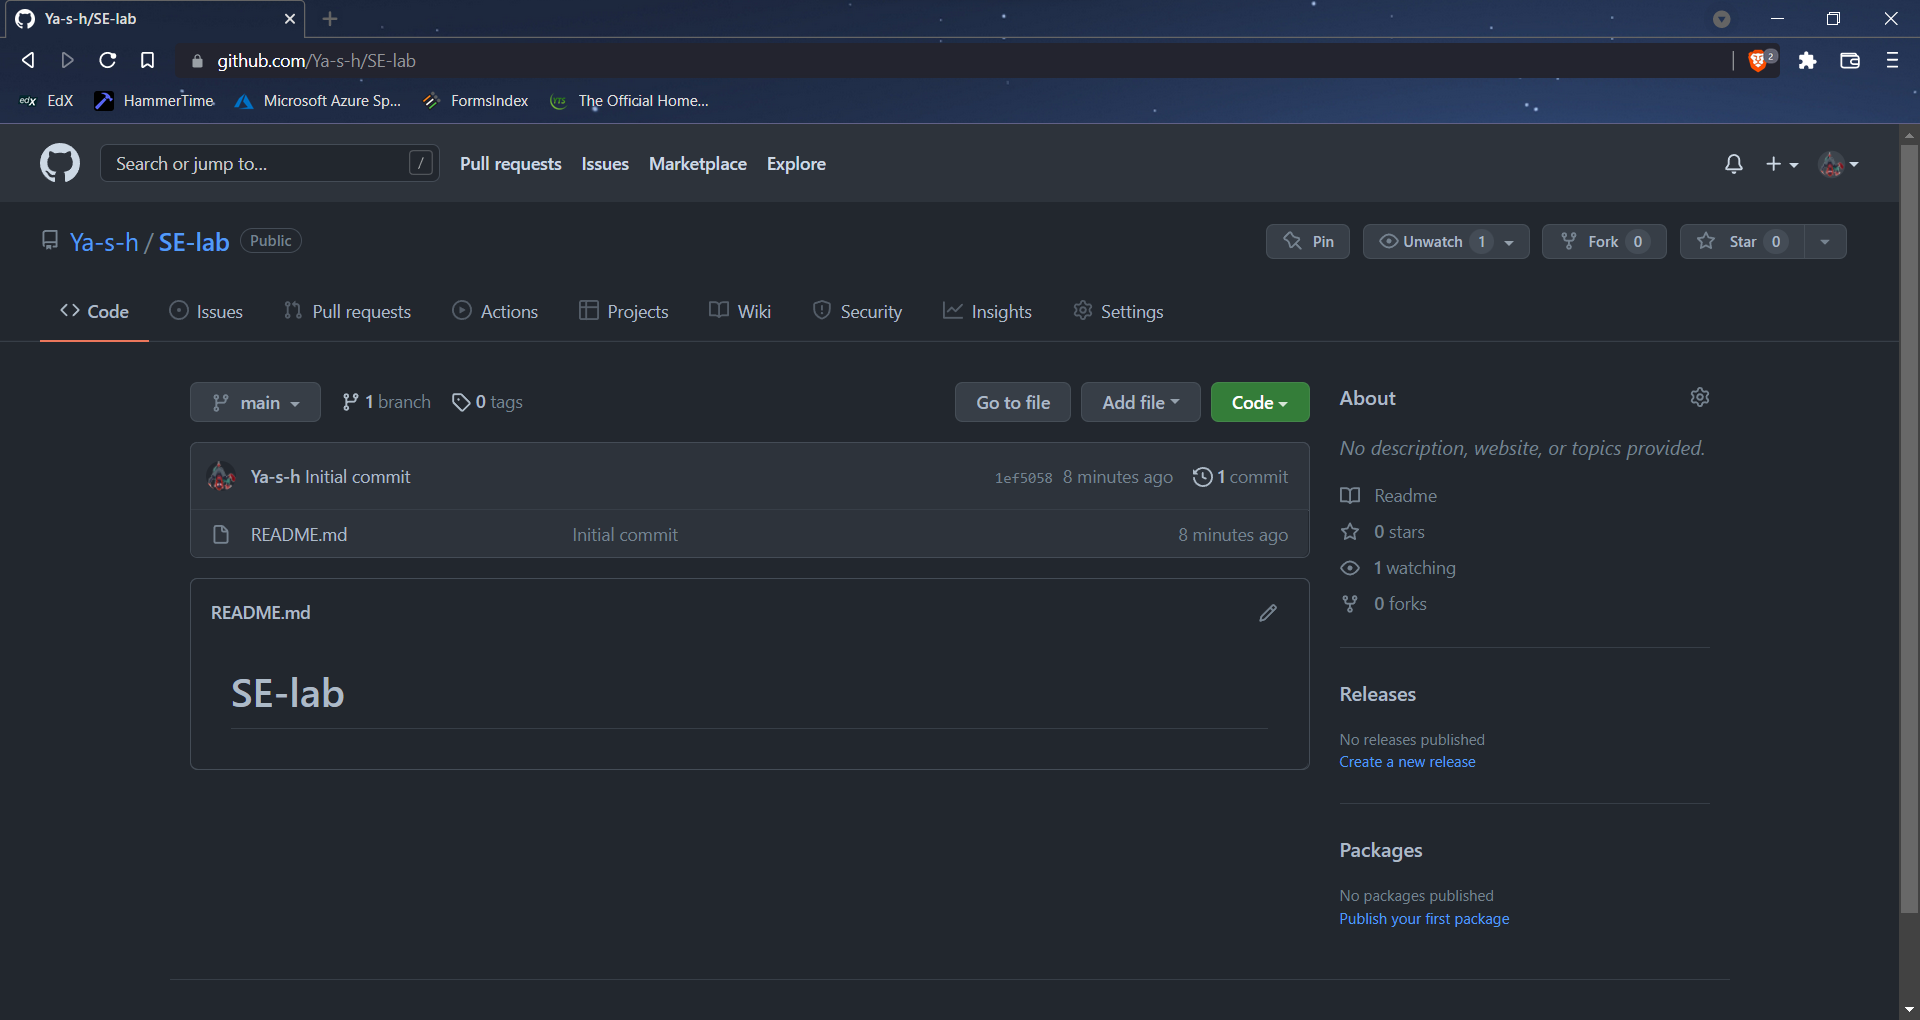 Ya-s-h/SE-lab
github.com/Ya-s-h/SE-lab
2
edX EdX HammerTime Microsoft Azure Sp... FormsIndex YTS The Official Home...
Search or jump to... / Pull requests Issues Marketplace Explore
Ya-s-h / SE-lab Public Pin Unwatch 1 Fork 0 Star 0
Code Issues Pull requests Actions Projects Wiki Security Insights Settings
main 1 branch 0 tags Go to file Add file Code
Ya-s-h Initial commit 1ef5058 8 minutes ago 1 commit
README.md Initial commit 8 minutes ago
README.md
SE-lab
About
No description, website, or topics provided.
Readme
0 stars
1 watching
0 forks
Releases
No releases published
Create a new release
Packages
No packages published
Publish your first package